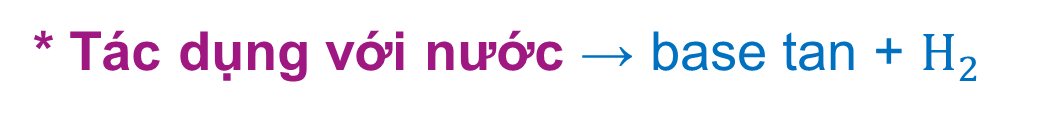 * Tác dụng với nước → base tan + H₂